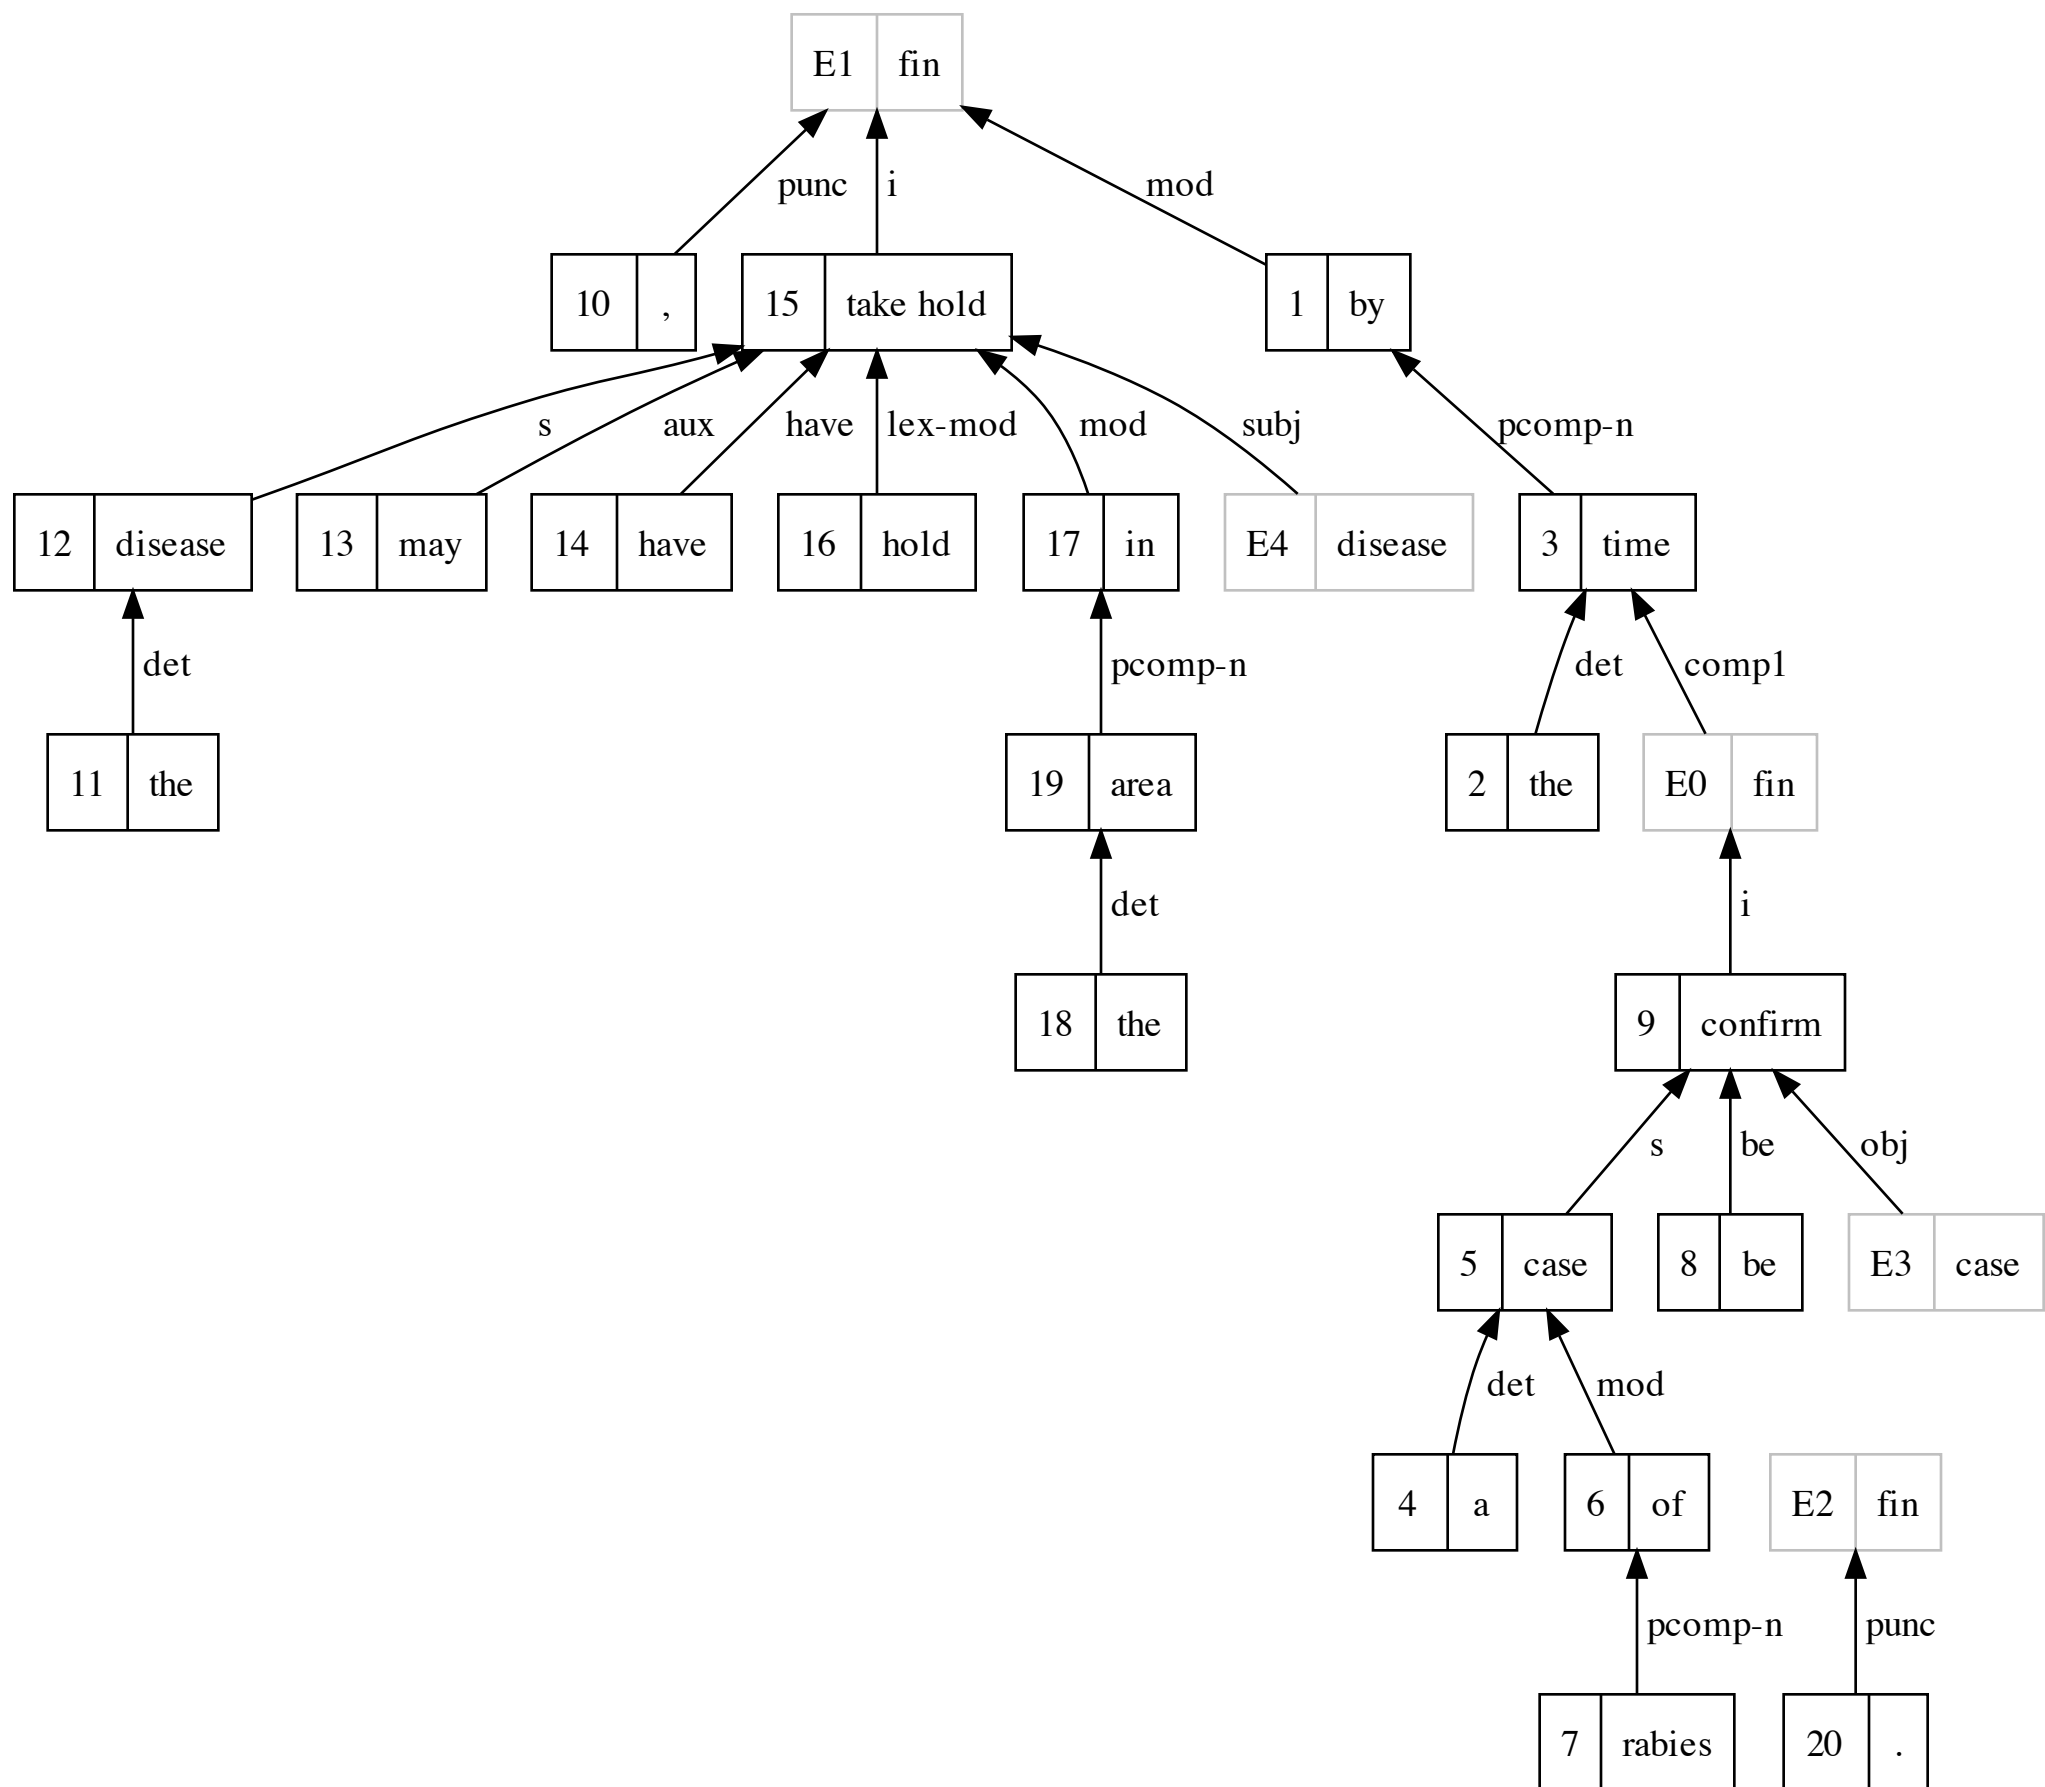 E1 fin
punc i mod
10 , 15 take hold 1 by
s aux have lex-mod mod subj pcomp-n
12 disease 13 may 14 have 16 hold 17 in E4 disease 3 time
det pcomp-n det comp1
11 the 19 area 2 the E0 fin
det i
18 the 9 confirm
s be obj
5 case 8 be E3 case
det mod
4 a 6 of E2 fin
pcomp-n punc
7 rabies 20 .